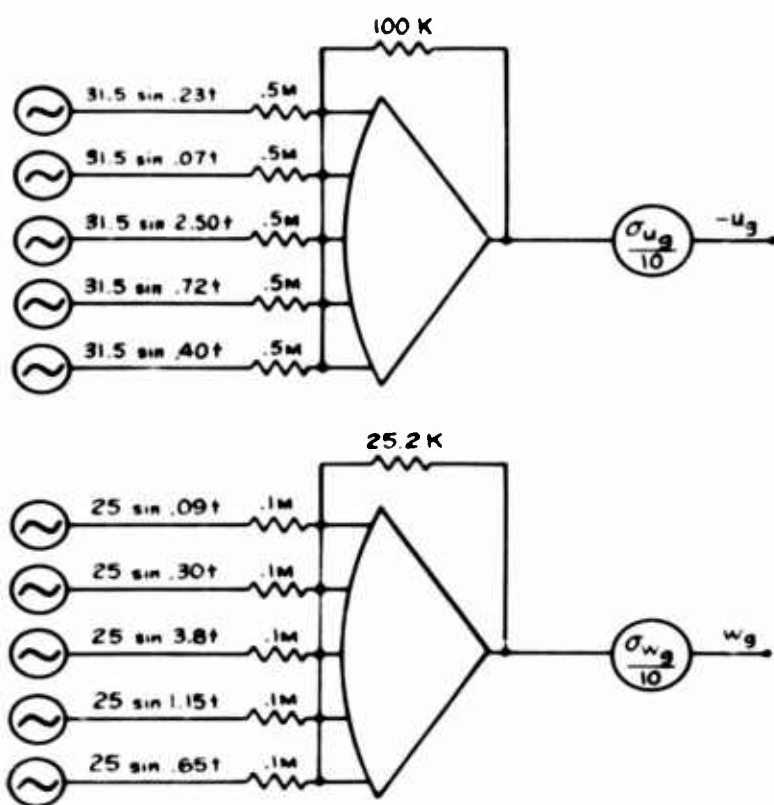 100 K
31.5 sin .23t .5M
31.5 sin .07t .5M
31.5 sin 2.50t .5M
31.5 sin .72t .5M
31.5 sin .40t .5M
σug
10
-ug
25.2 K
25 sin .09t .1M
25 sin .30t .1M
25 sin 3.8t .1M
25 sin 1.15t .1M
25 sin .65t .1M
σwg
10
wg